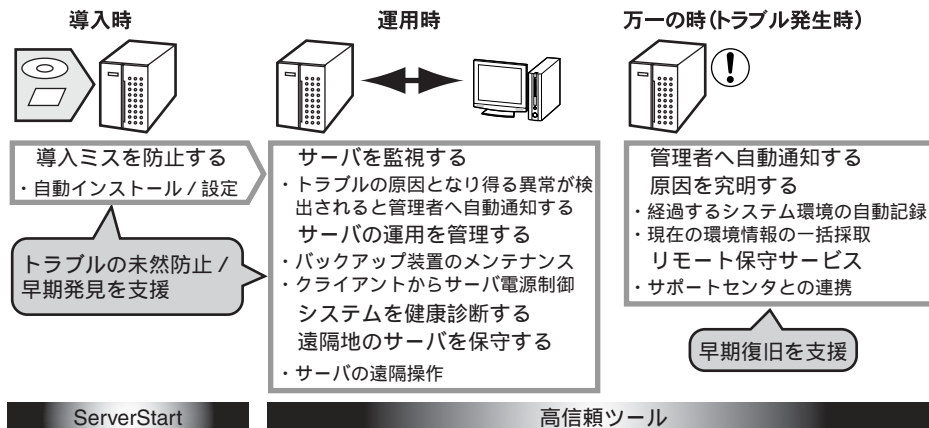 導入時
導入ミスを防止する
・自動インストール / 設定
トラブルの未然防止 /
早期発見を支援
運用時
サーバを監視する
・トラブルの原因となり得る異常が検
出されると管理者へ自動通知する
サーバの運用を管理する
・バックアップ装置のメンテナンス
・クライアントからサーバ電源制御
システムを健康診断する
遠隔地のサーバを保守する
・サーバの遠隔操作
万一の時(トラブル発生時)
管理者へ自動通知する
原因を究明する
・経過するシステム環境の自動記録
・現在の環境情報の一括採取
リモート保守サービス
・サポートセンタとの連携
早期復旧を支援
ServerStart
高信頼ツール